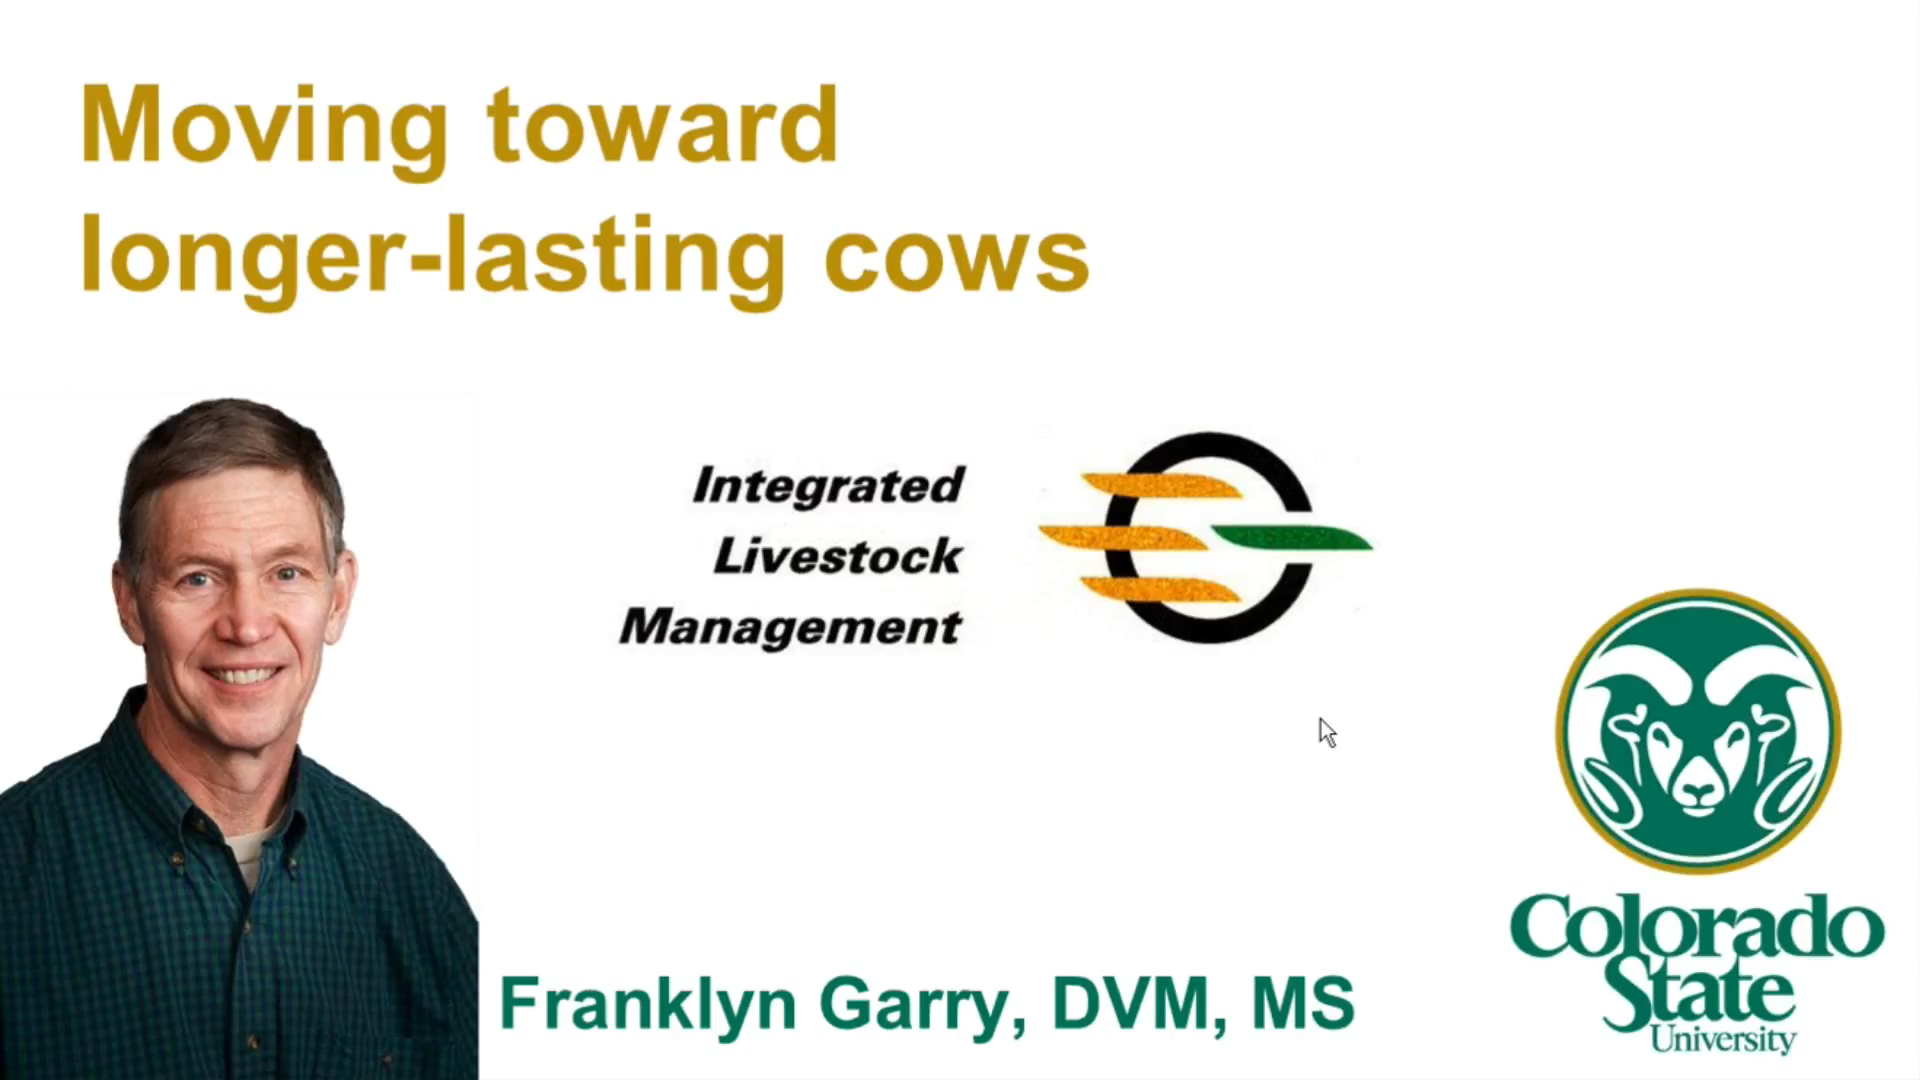 Moving toward
longer-lasting cows
Integrated
Livestock
Management
Franklyn Garry, DVM, MS
Colorado
State
University